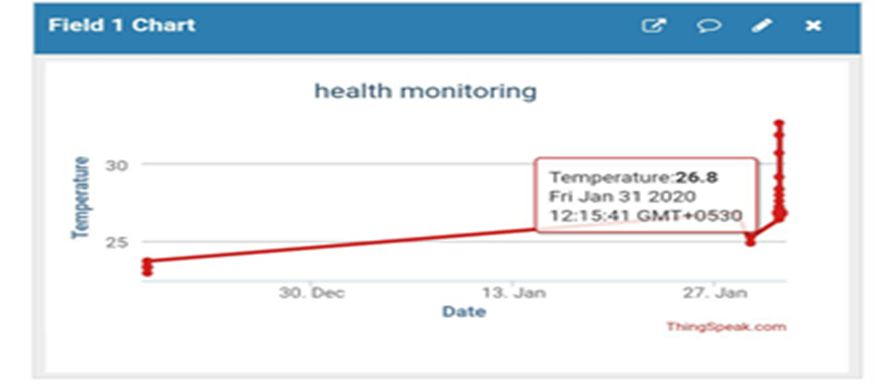 Field 1 Chart
health monitoring
Temperature
30
25
Temperature:26.8
Fri Jan 31 2020
12:15:41 GMT+0530
30. Dec
13. Jan
27. Jan
Date
ThingSpeak.com